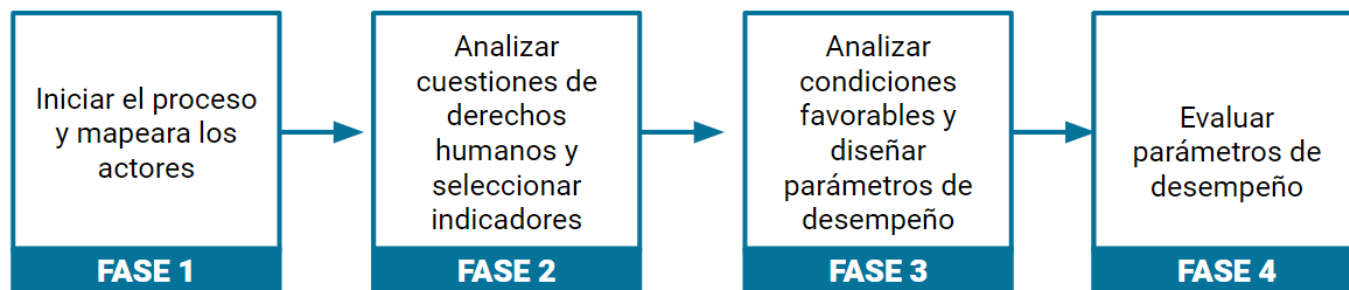 Iniciar el proceso
y mapeara los
actores
FASE 1
Analizar
cuestiones de
derechos
humanos y
seleccionar
indicadores
FASE 2
Analizar
condiciones
favorables y
diseñar
parámetros de
desempeño
FASE 3
Evaluar
parámetros de
desempeño
FASE 4